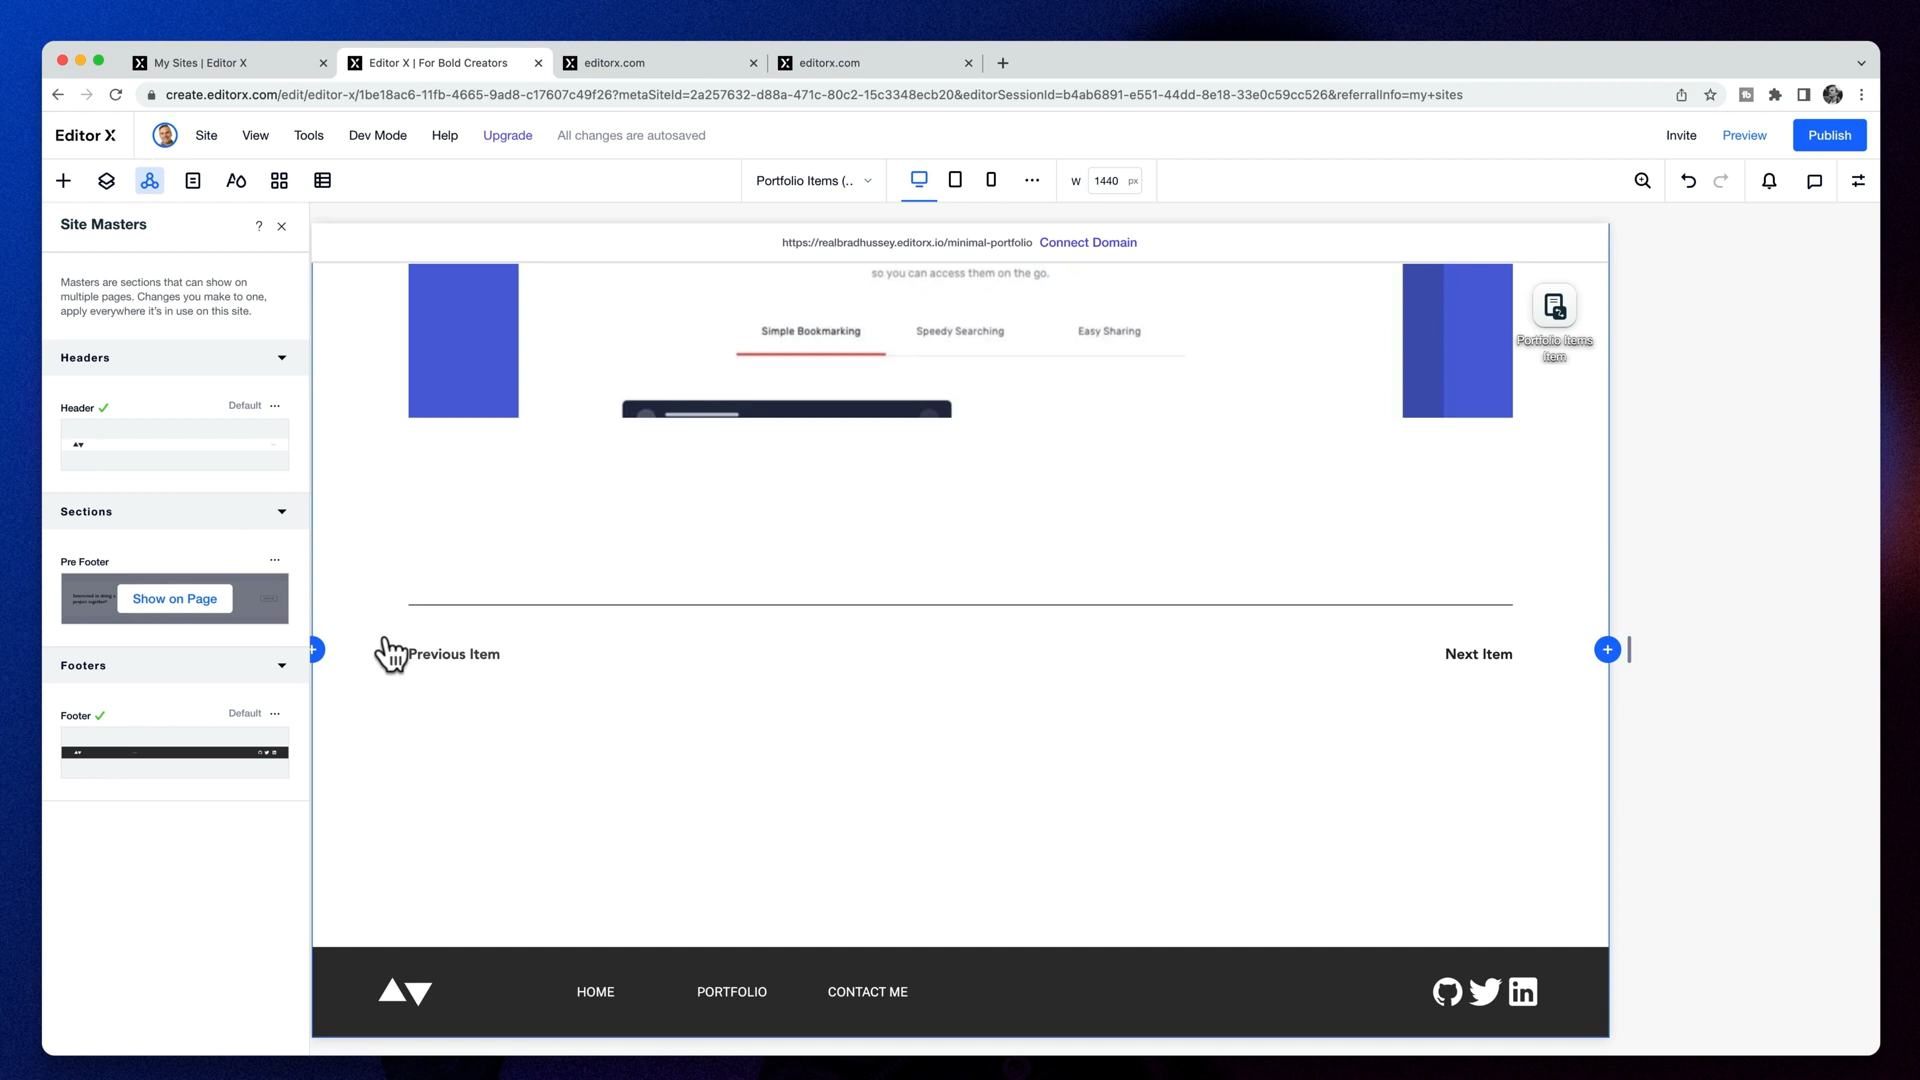 My Sites | Editor X
Editor X | For Bold Creators
editorx.com
editorx.com
create.editorx.com/edit/editor-x/1be18ac6-11fb-4665-9ad8-c17607c49f26?metaSiteId=2a257632-d88a-471c-80c2-15c3348ecb20&editorSessionId=b4ab6891-e551-44dd-8e18-33e0c59cc526&referralInfo=my+sites
Editor X
Site
View
Tools
Dev Mode
Help
Upgrade
All changes are autosaved
Invite
Preview
Publish
Portfolio Items (..
W 1440 px
Site Masters
?
Masters are sections that can show on
multiple pages. Changes you make to one,
apply everywhere it's in use on this site.
Headers
Header
Default
Sections
Pre Footer
Show on Page
Footers
Footer
Default
https://realbradhussey.editorx.io/minimal-portfolio Connect Domain
so you can access them on the go.
Simple Bookmarking
Speedy Searching
Easy Sharing
Portfolio Items
Item
Previous Item
Next Item
HOME
PORTFOLIO
CONTACT ME
in